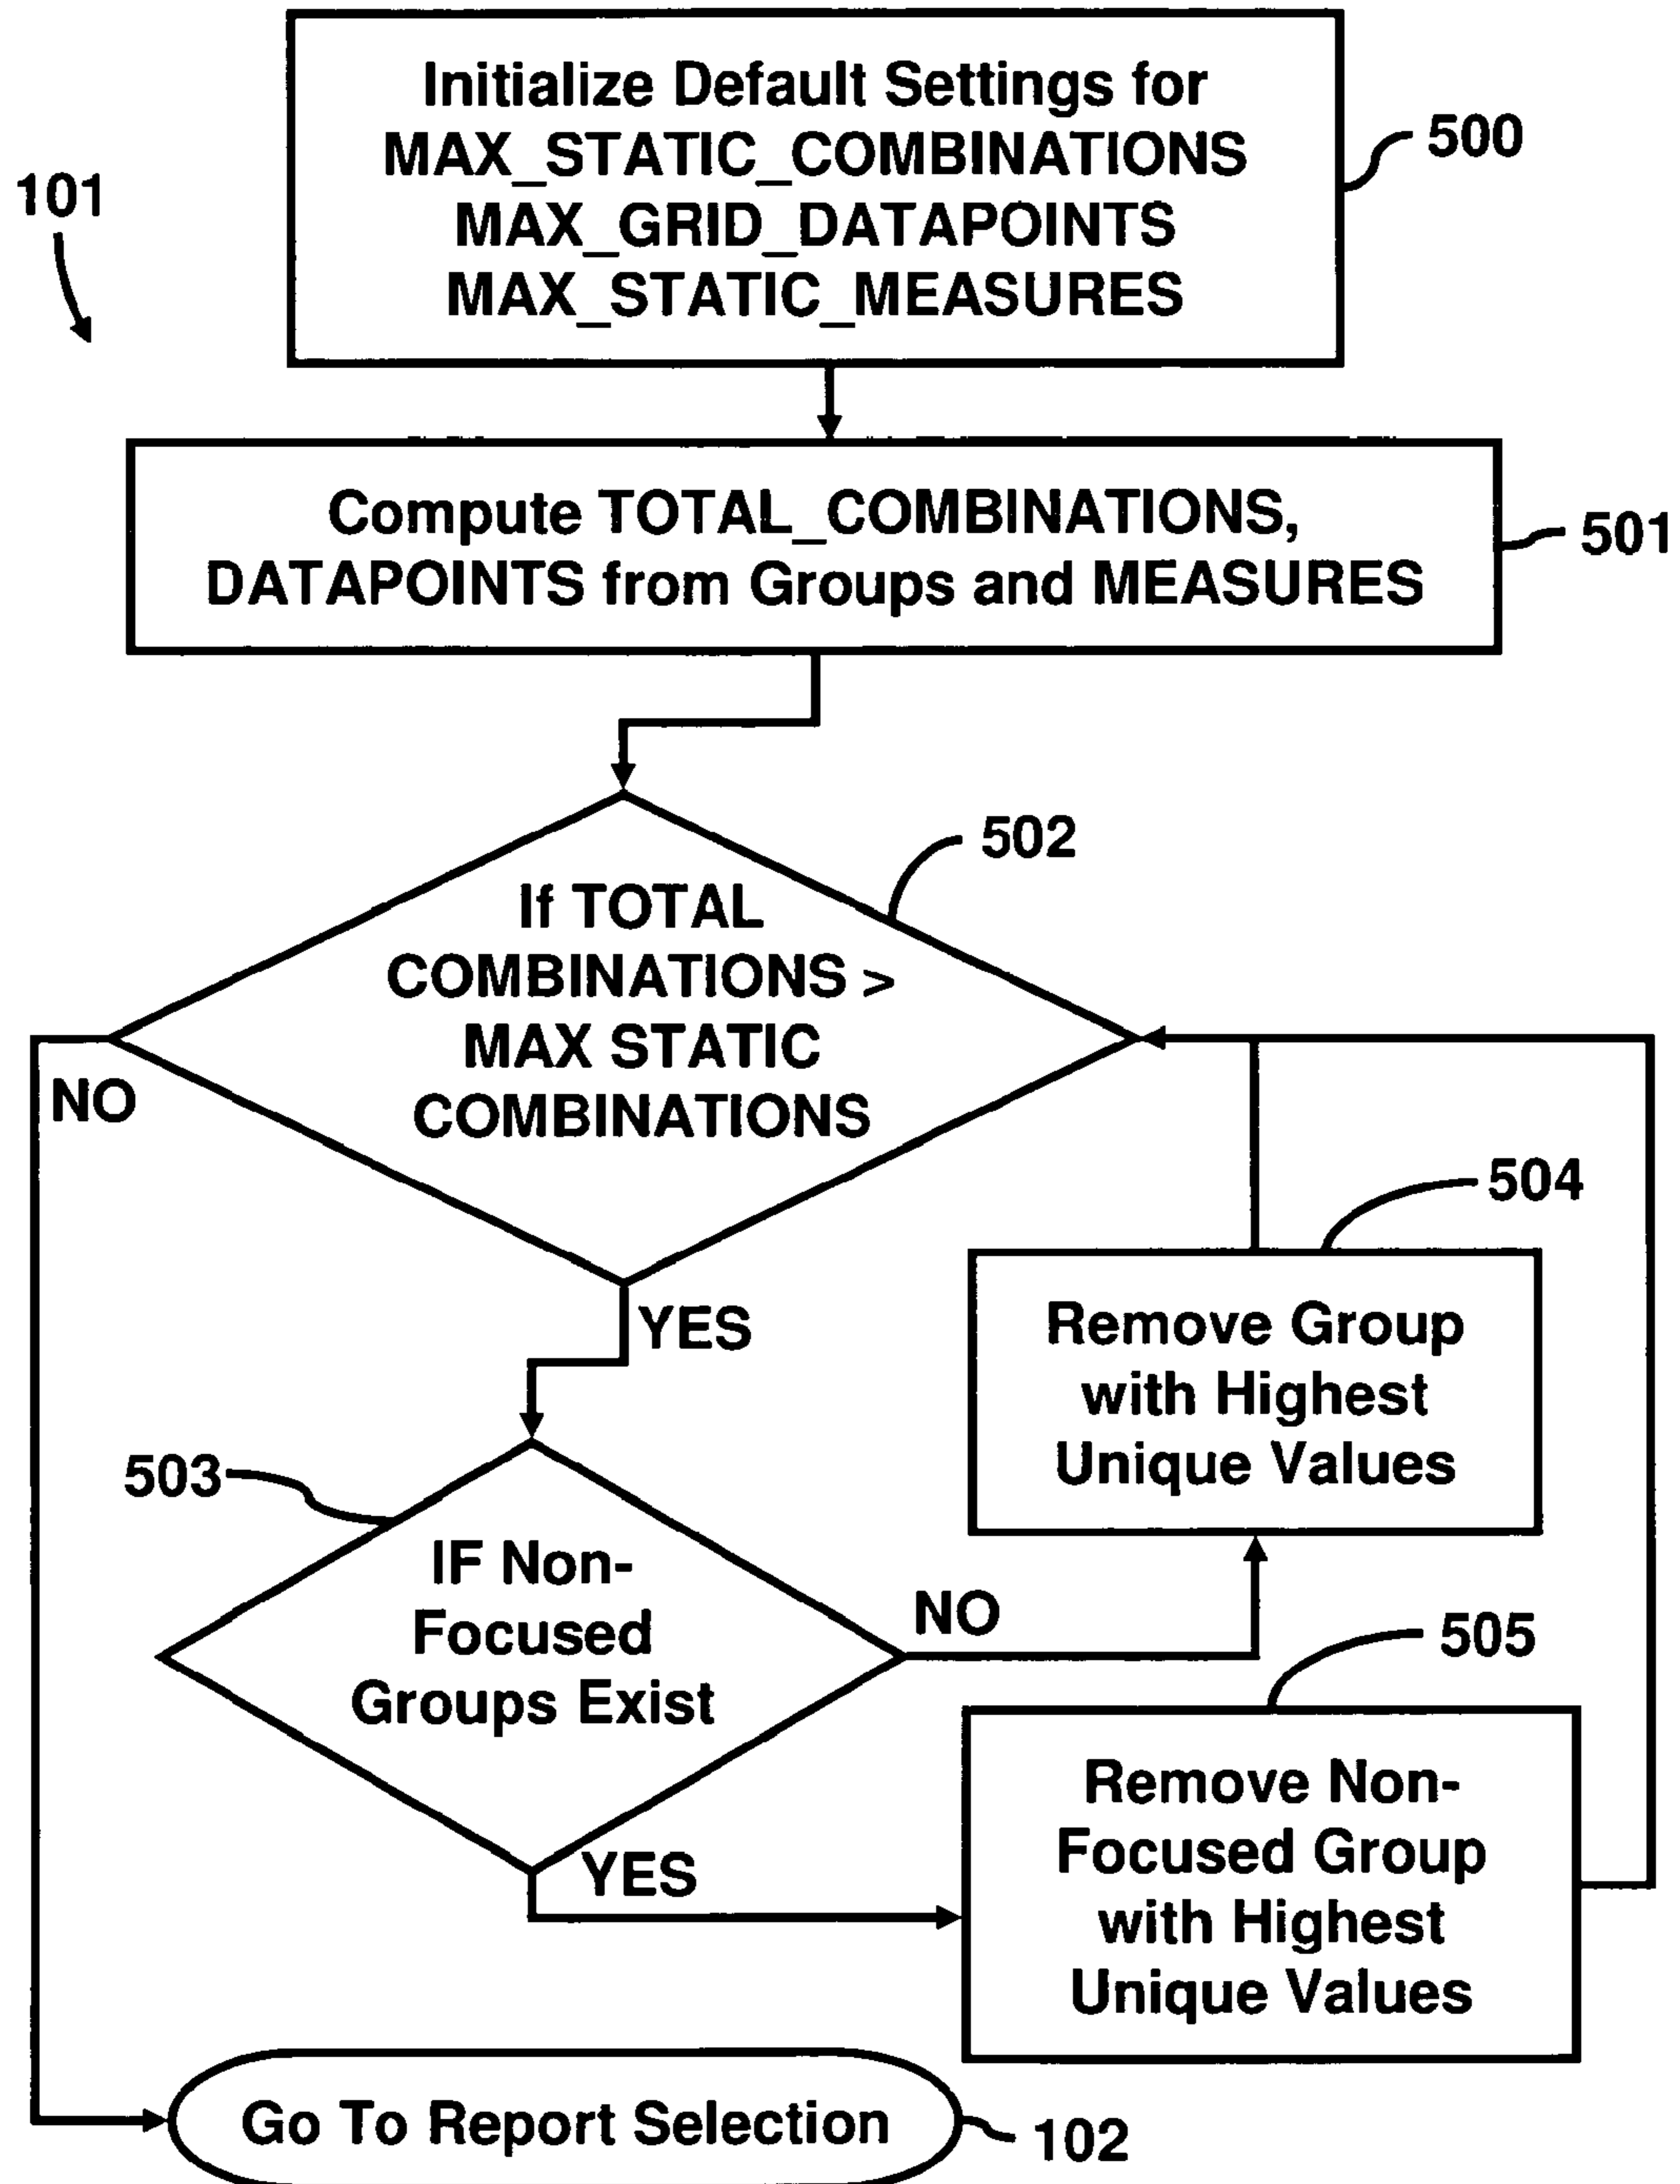 Initialize Default Settings for
MAX_STATIC_COMBINATIONS
MAX_GRID_DATAPOINTS
MAX_STATIC_MEASURES
500
101
Compute TOTAL_COMBINATIONS,
DATAPOINTS from Groups and MEASURES
501
502
If TOTAL
COMBINATIONS >
MAX STATIC
COMBINATIONS
NO
YES
504
Remove Group
with Highest
Unique Values
503
IF Non-
Focused
Groups Exist
NO
YES
505
Remove Non-
Focused Group
with Highest
Unique Values
Go To Report Selection
102